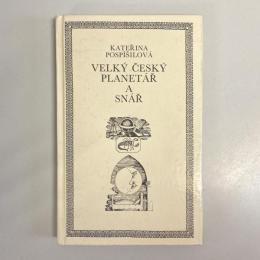 KATEŘINA
POSPÍŠILOVÁ
VELKÝ ČESKÝ
PLANETÁŘ
A
SNÁŘ